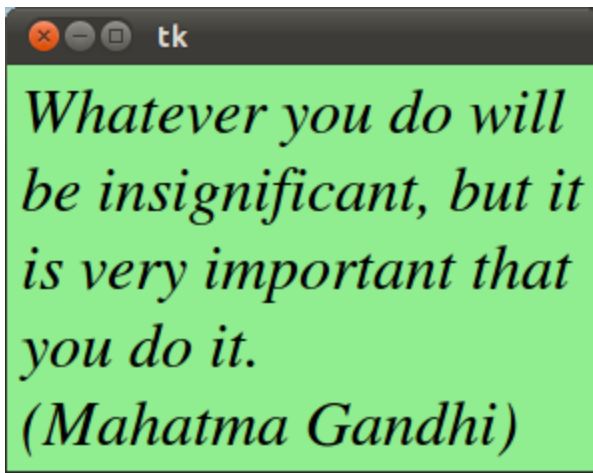 tk
Whatever you do will
be insignificant, but it
is very important that
you do it.
(Mahatma Gandhi)